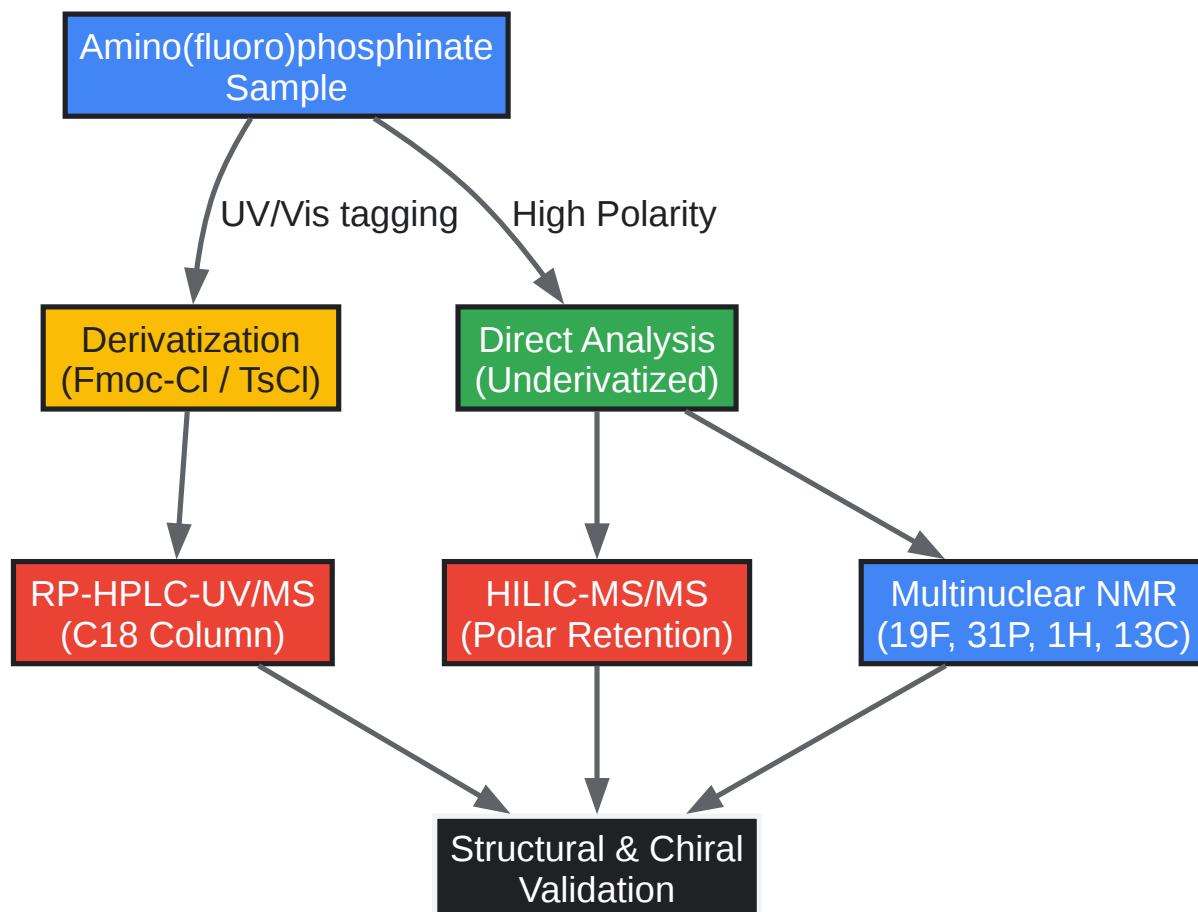 Amino(fluoro)phosphinate
Sample
UV/Vis tagging
High Polarity
Derivatization
(Fmoc-Cl / TsCl)
Direct Analysis
(Underivatized)
RP-HPLC-UV/MS
(C18 Column)
HILIC-MS/MS
(Polar Retention)
Multinuclear NMR
(19F, 31P, 1H, 13C)
Structural & Chiral
Validation